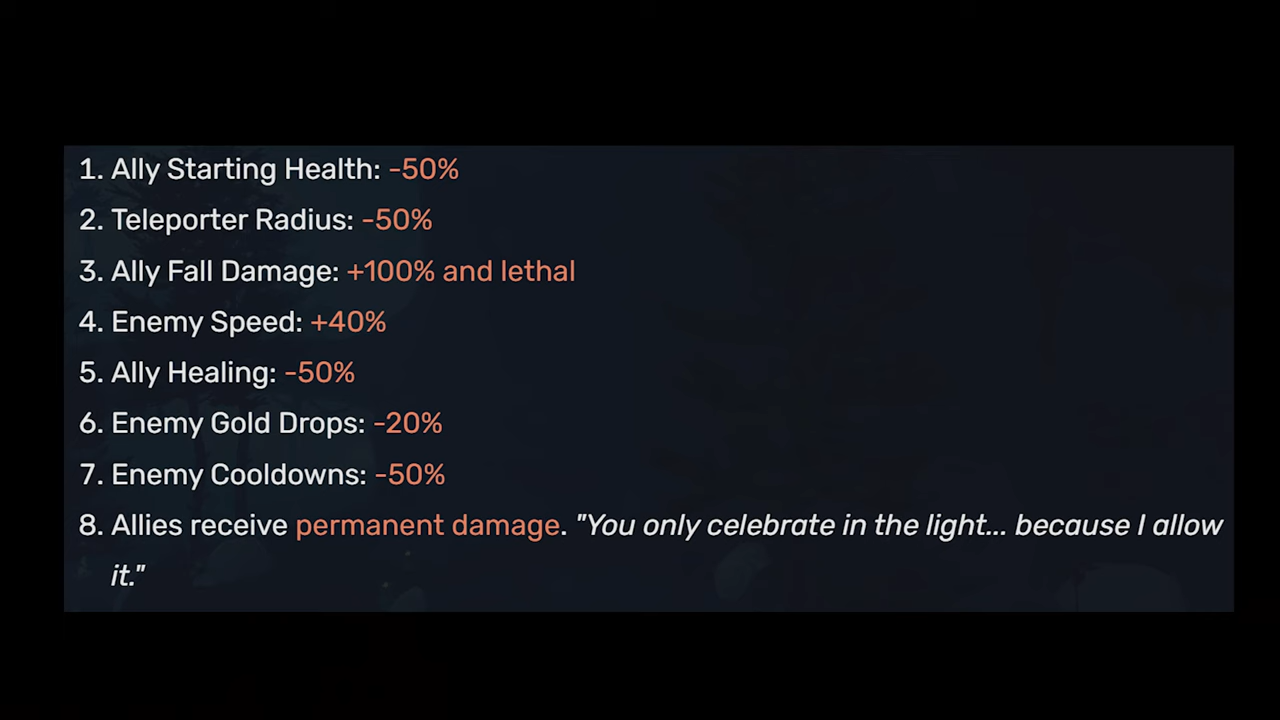 1. Ally Starting Health: -50%
2. Teleporter Radius: -50%
3. Ally Fall Damage: +100% and lethal
4. Enemy Speed: +40%
5. Ally Healing: -50%
6. Enemy Gold Drops: -20%
7. Enemy Cooldowns: -50%
8. Allies receive permanent damage. "You only celebrate in the light... because I allow
it."